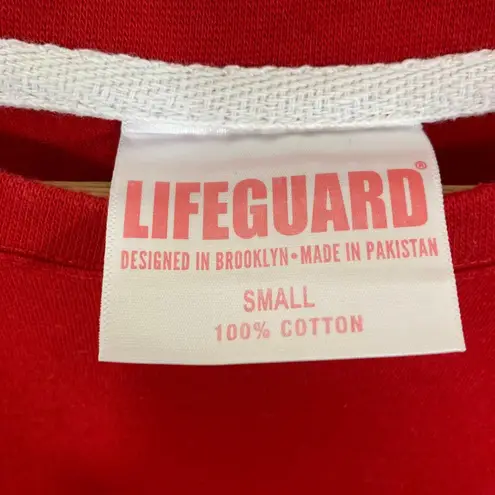 LIFEGUARD®
DESIGNED IN BROOKLYN • MADE IN PAKISTAN
SMALL
100% COTTON